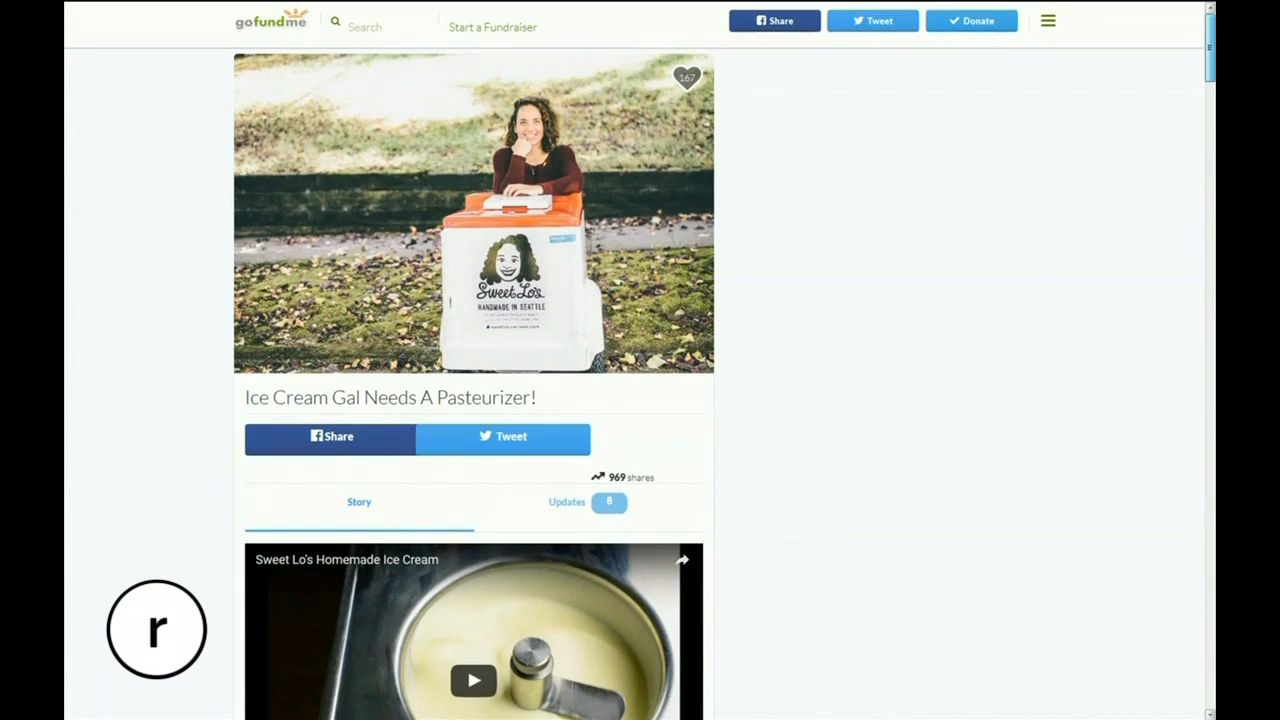 gofundme
Search
Start a Fundraiser
Share
Tweet
Donate
167
Sweet Lo's
HANDMADE IN SEATTLE
Ice Cream Gal Needs A Pasteurizer!
Share
Tweet
969 shares
Story
Updates
8
Sweet Lo's Homemade Ice Cream
r